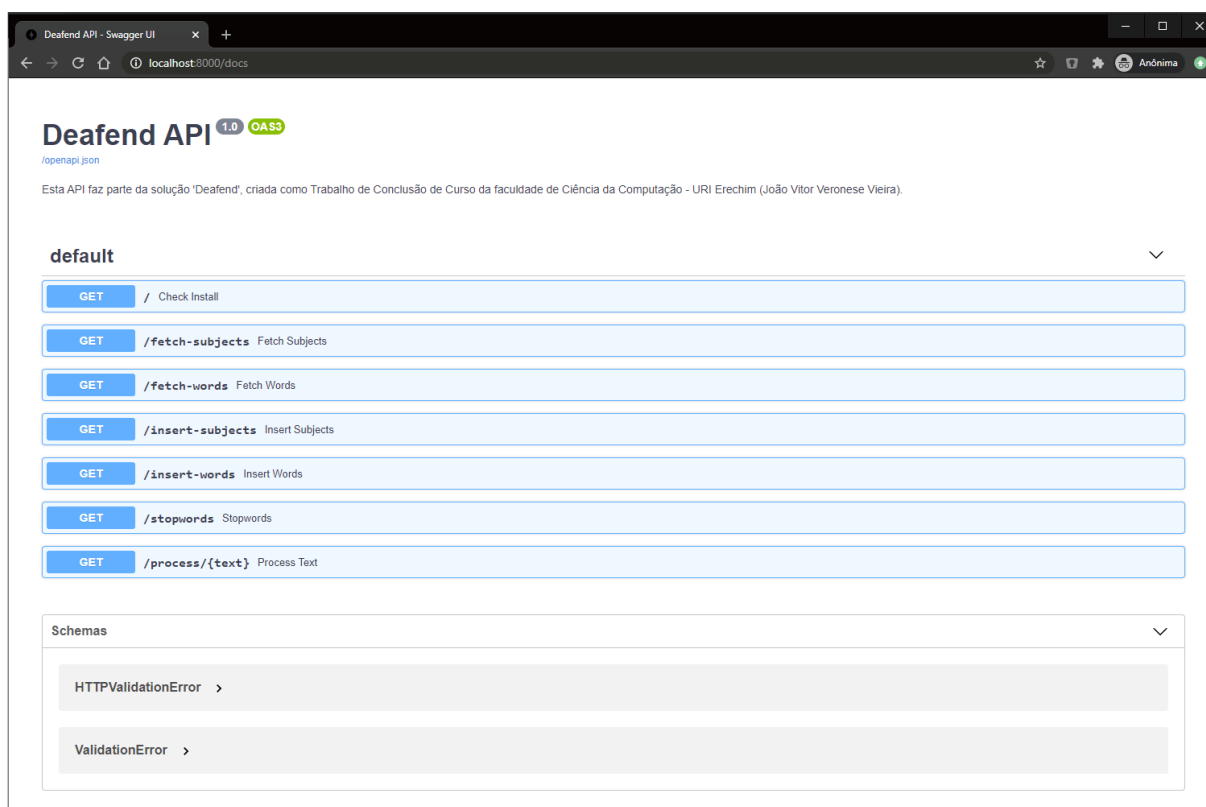 Deafend API - Swagger UI
localhost:8000/docs
Anônima
Deafend API 1.0 OAS3
/openapi.json
Esta API faz parte da solução 'Deafend', criada como Trabalho de Conclusão de Curso da faculdade de Ciência da Computação - URI Erechim (João Vitor Veronese Vieira).
default
GET / Check Install
GET /fetch-subjects Fetch Subjects
GET /fetch-words Fetch Words
GET /insert-subjects Insert Subjects
GET /insert-words Insert Words
GET /stopwords Stopwords
GET /process/{text} Process Text
Schemas
HTTPValidationError
ValidationError